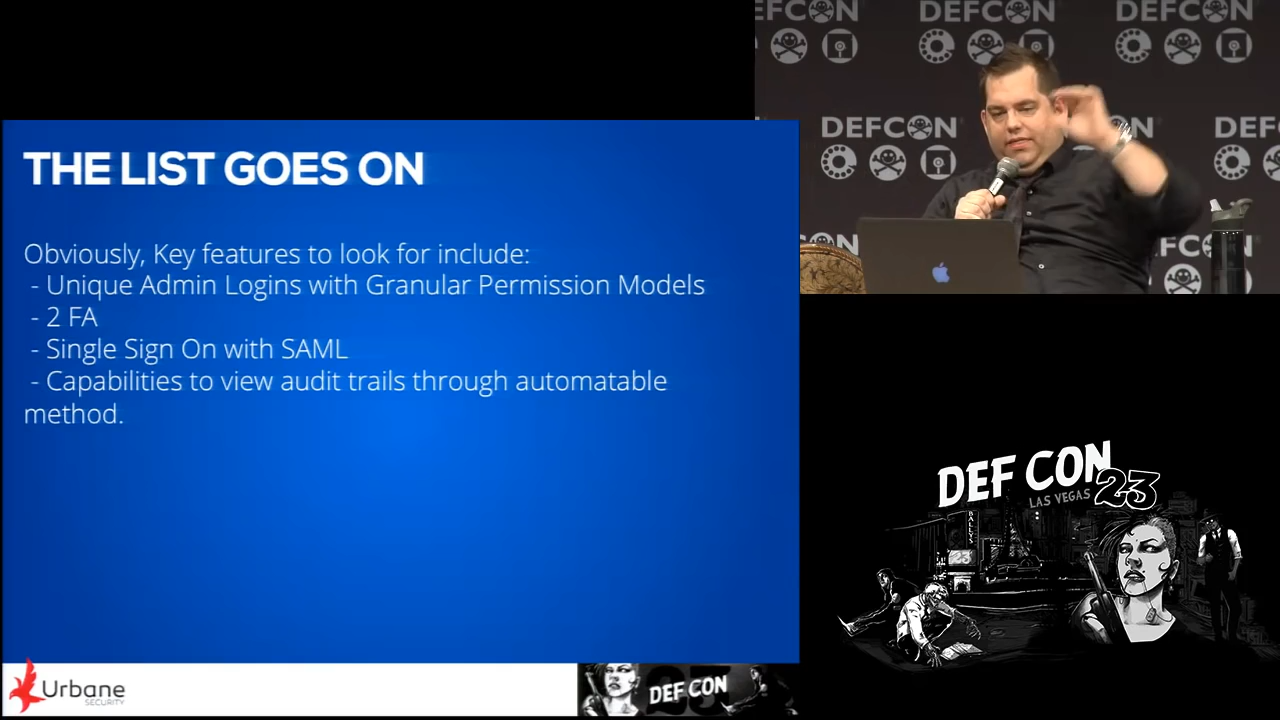 DEFCON DEFCON DEFCON
DEFCON
THE LIST GOES ON
Obviously, Key features to look for include:
- Unique Admin Logins with Granular Permission Models
- 2 FA
- Single Sign On with SAML
- Capabilities to view audit trails through automatable
method.
DEF CON 23
LAS VEGAS
BALLYS
Urbane
SECURITY
DEF CON